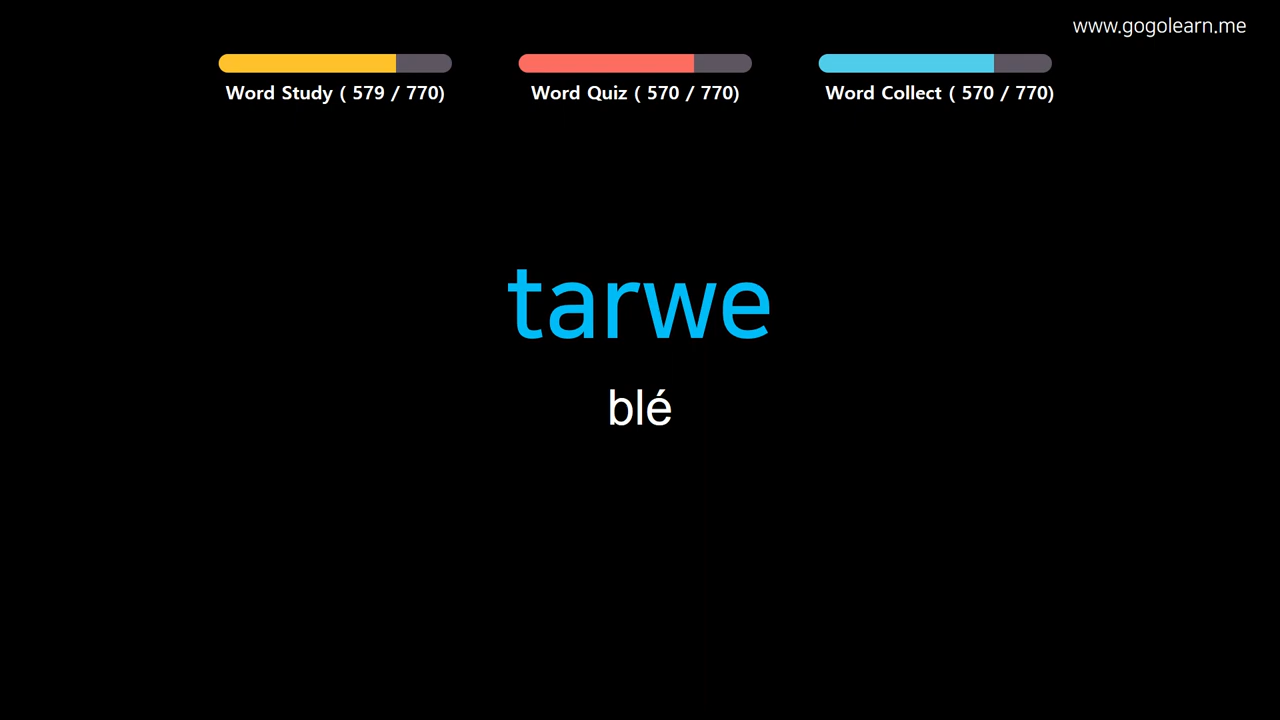 www.gogolearn.me
Word Study ( 579 / 770)
Word Quiz ( 570 / 770)
Word Collect ( 570 / 770)
tarwe
blé